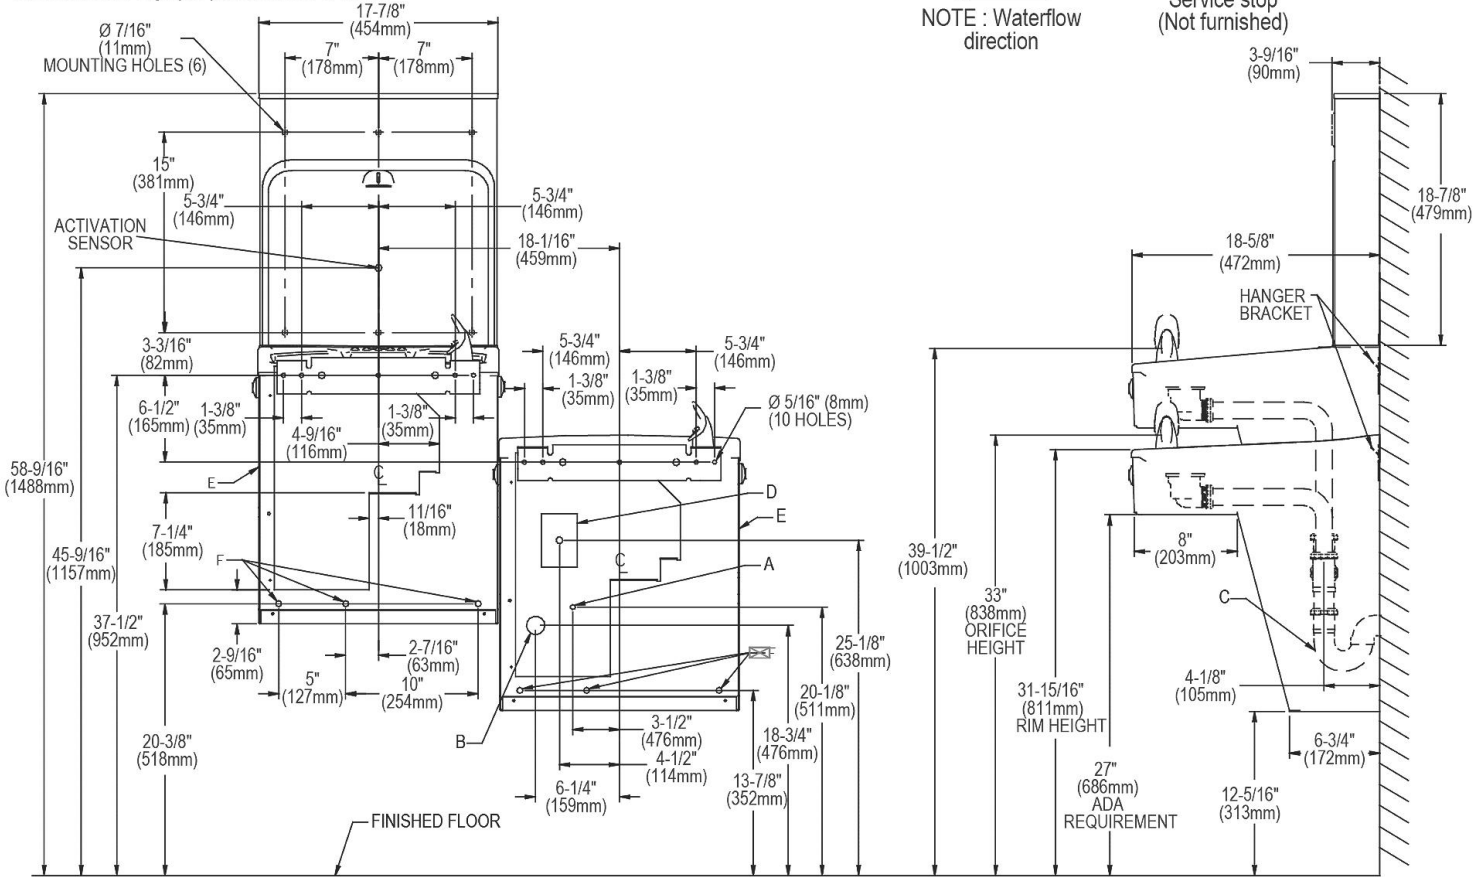 Service stop
(Not furnished)
NOTE : Waterflow
direction
17-7/8"
(454mm)
Ø 7/16"
(11mm)
MOUNTING HOLES (6)
7"
(178mm)
7"
(178mm)
3-9/16"
(90mm)
15"
(381mm)
5-3/4"
(146mm)
5-3/4"
(146mm)
ACTIVATION
SENSOR
18-1/16"
(459mm)
18-7/8"
(479mm)
18-5/8"
(472mm)
HANGER
BRACKET
3-3/16"
(82mm)
5-3/4"
(146mm)
5-3/4"
(146mm)
6-1/2"
(165mm)
1-3/8"
(35mm)
1-3/8"
(35mm)
4-9/16"
(116mm)
1-3/8"
(35mm)
1-3/8"
(35mm)
Ø 5/16" (8mm)
(10 HOLES)
58-9/16"
(1488mm)
E
C
L
D
E
11/16"
(18mm)
7-1/4"
(185mm)
45-9/16"
(1157mm)
F
C
L
A
39-1/2"
(1003mm)
8"
(203mm)
37-1/2"
(952mm)
33"
(838mm)
ORIFICE
HEIGHT
C
2-9/16"
(65mm)
2-7/16"
(63mm)
F
25-1/8"
(638mm)
5"
(127mm)
10"
(254mm)
20-1/8"
(511mm)
31-15/16"
(811mm)
RIM HEIGHT
4-1/8"
(105mm)
20-3/8"
(518mm)
B
3-1/2"
(476mm)
4-1/2"
(114mm)
18-3/4"
(476mm)
6-3/4"
(172mm)
6-1/4"
(159mm)
13-7/8"
(352mm)
27"
(686mm)
ADA
REQUIREMENT
12-5/16"
(313mm)
FINISHED FLOOR